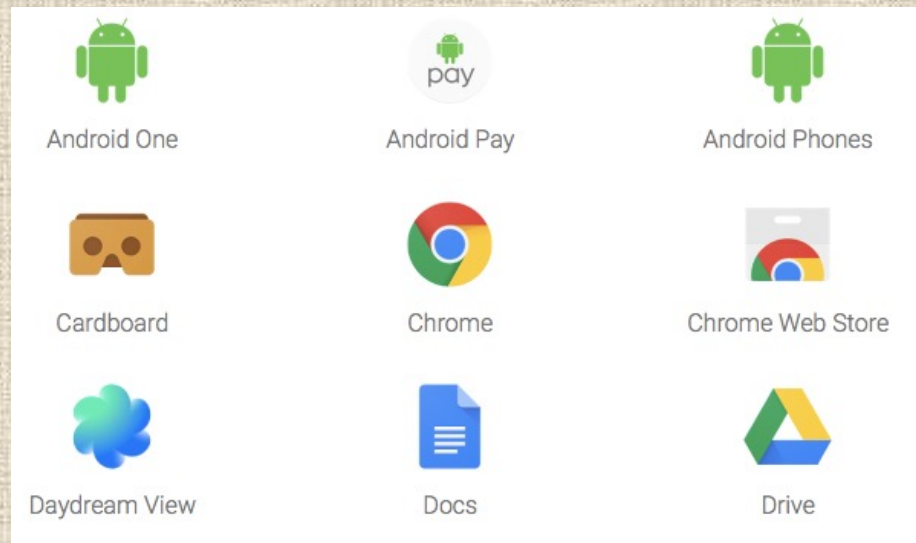 pay
Android One
Android Pay
Android Phones
Cardboard
Chrome
Chrome Web Store
Daydream View
Docs
Drive